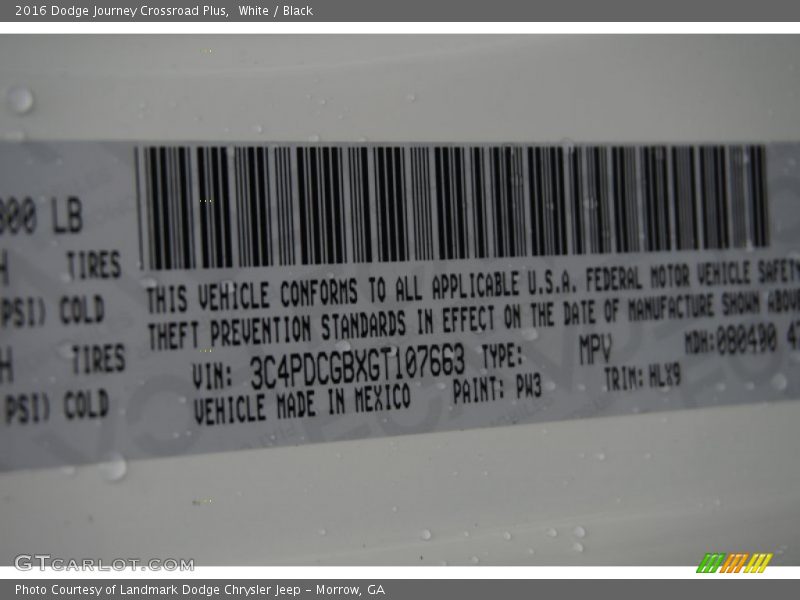 2016 Dodge Journey Crossroad Plus, White / Black
LB
TIRES
PSI) COLD
TIRES
PSI) COLD
THIS VEHICLE CONFORMS TO ALL APPLICABLE U.S.A. FEDERAL MOTOR VEHICLE SAFETY
THEFT PREVENTION STANDARDS IN EFFECT ON THE DATE OF MANUFACTURE SHOWN ABOVE
VIN: 3C4PDCGBXGT107663 TYPE: MPV MDH:080400
VEHICLE MADE IN MEXICO PAINT: PW3 TRIM: HLX9
GTCARLOT.COM
Photo Courtesy of Landmark Dodge Chrysler Jeep - Morrow, GA